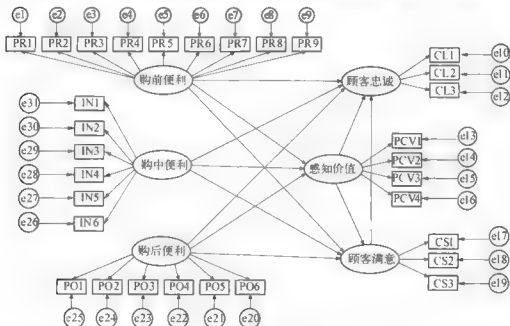 e1 e2 e3 e4 e5 e6 e7 e8 e9
PR1 PR2 PR3 PR4 PR5 PR6 PR7 PR8 PR9
购前便利
顾客忠诚
CL1 e10
CL2 e11
CL3 e12
e31 IN1
e30 IN2
e29 IN3
e28 IN4
e27 IN5
e26 IN6
购中便利
感知价值
PCV1 e13
PCV2 e14
PCV3 e15
PCV4 e16
购后便利
顾客满意
CS1 e17
CS2 e18
CS3 e19
PO1 PO2 PO3 PO4 PO5 PO6
e25 e24 e23 e22 e21 e20